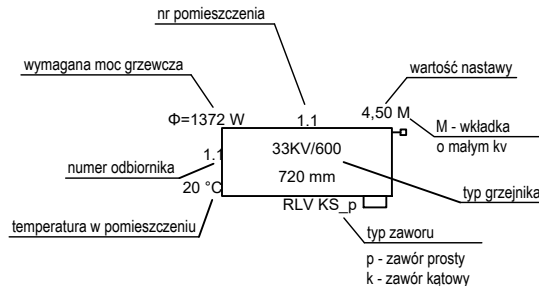 nr pomieszczenia
wymagana moc grzewcza
wartość nastawy
Φ=1372 W
1.1
4,50 M
M - wkładka
o małym kv
1.1
33KV/600
numer odbiornika
720 mm
typ grzejnika
20 °C
RLV KS_p
temperatura w pomieszczeniu
typ zaworu
p - zawór prosty
k - zawór kątowy